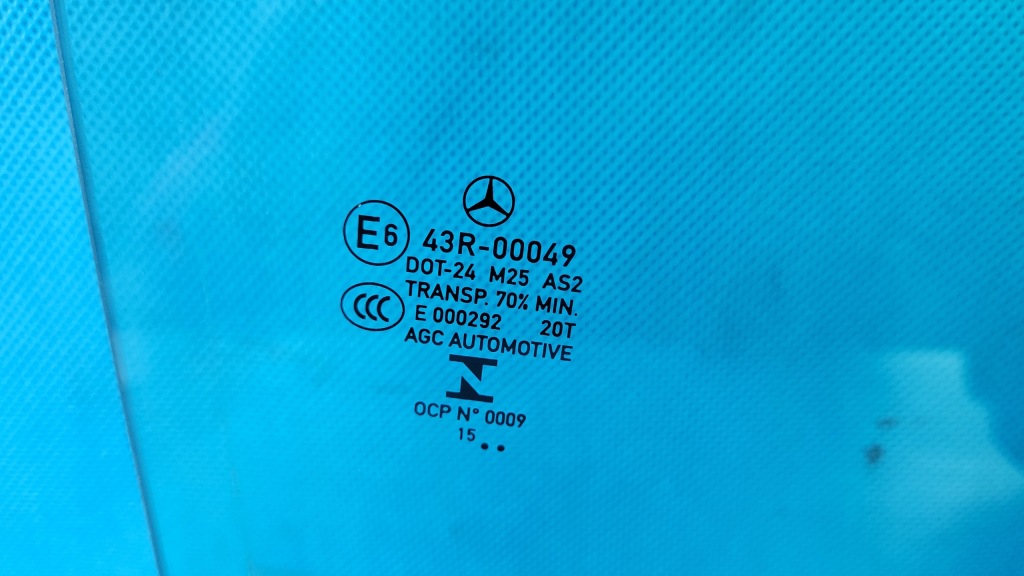 E6 43R-00049
DOT-24 M25 AS2
TRANSP. 70% MIN.
CCC E 000292 20T
AGC AUTOMOTIVE
N
OCP N° 0009
15 ..